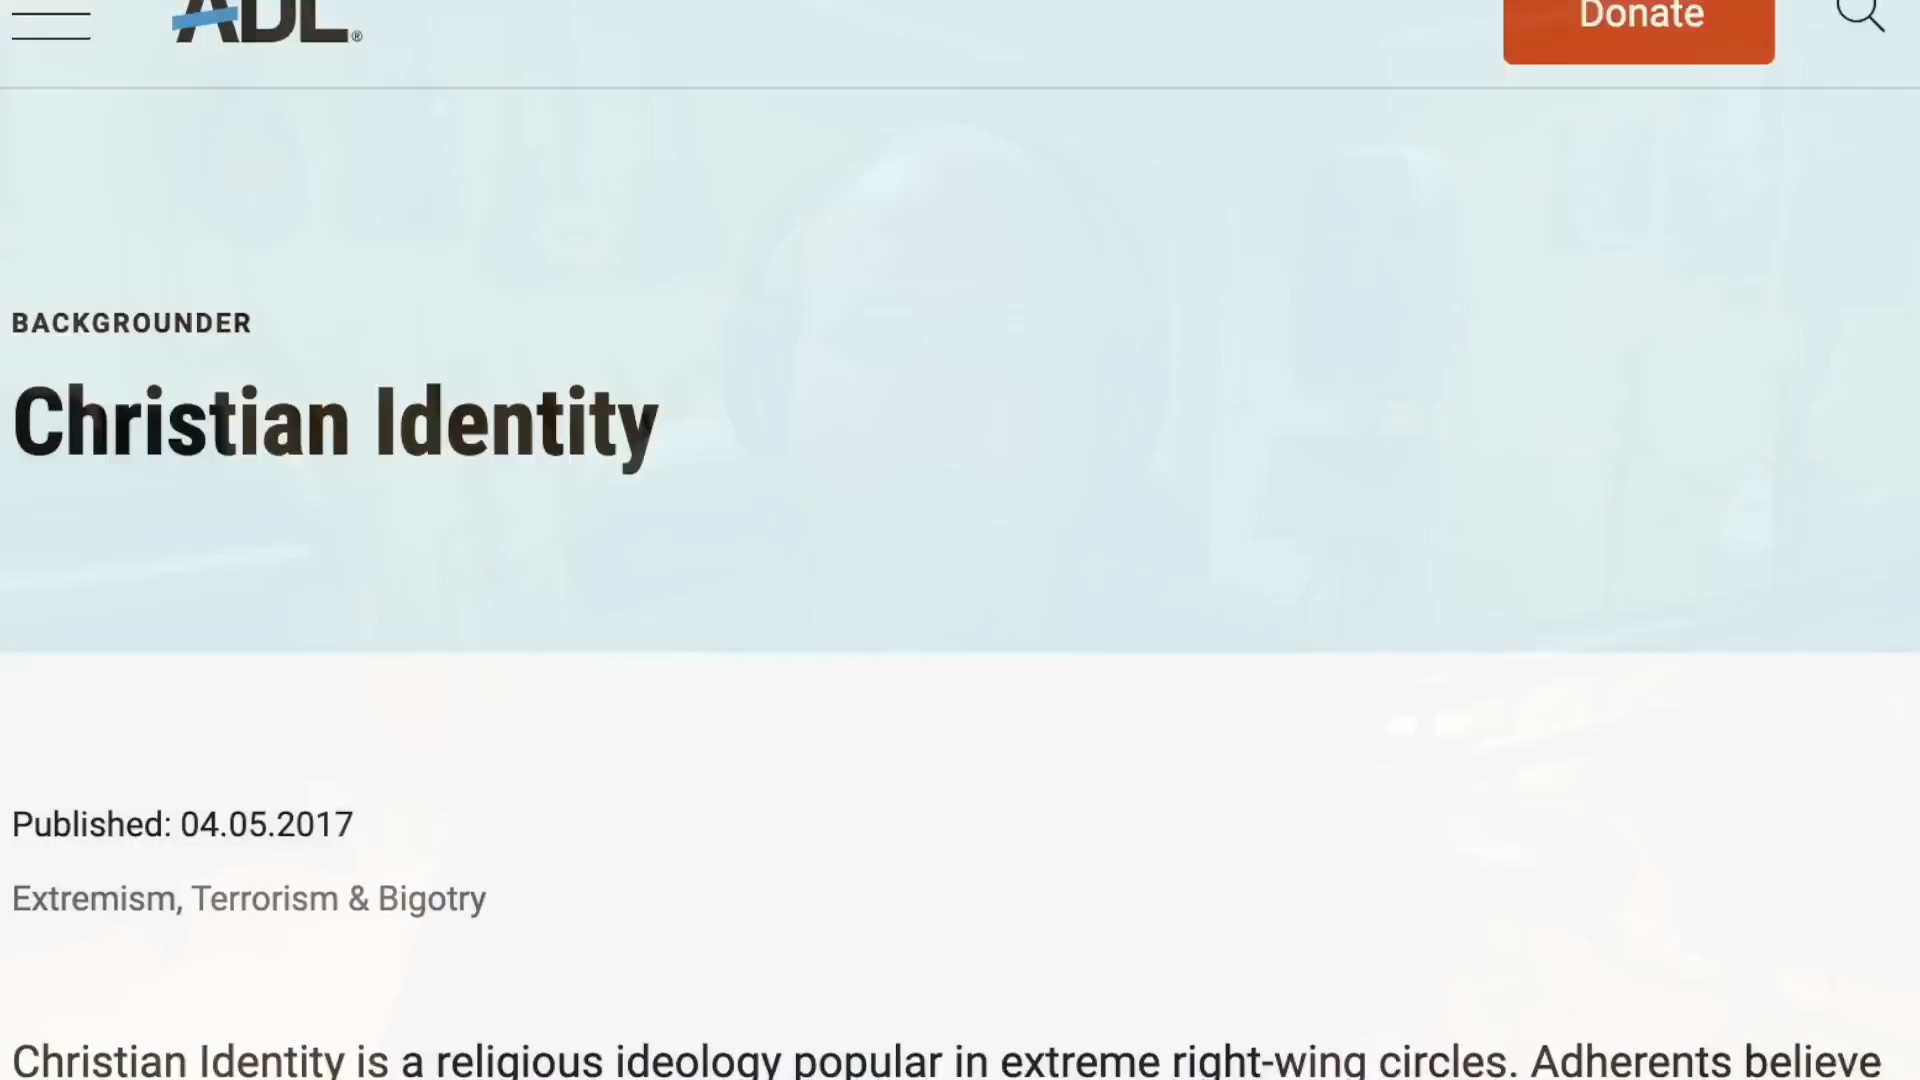 ADL®
Donate
BACKGROUNDER
Christian Identity
Published: 04.05.2017
Extremism, Terrorism & Bigotry
Christian Identity is a religious ideology popular in extreme right-wing circles. Adherents believe